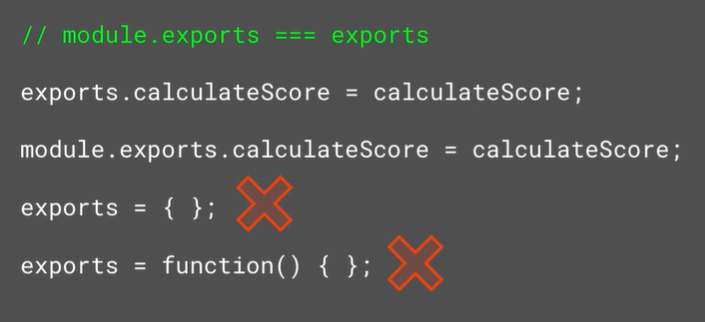 // module.exports === exports
exports.calculateScore = calculateScore;
module.exports.calculateScore = calculateScore;
exports = { };
exports = function() { };